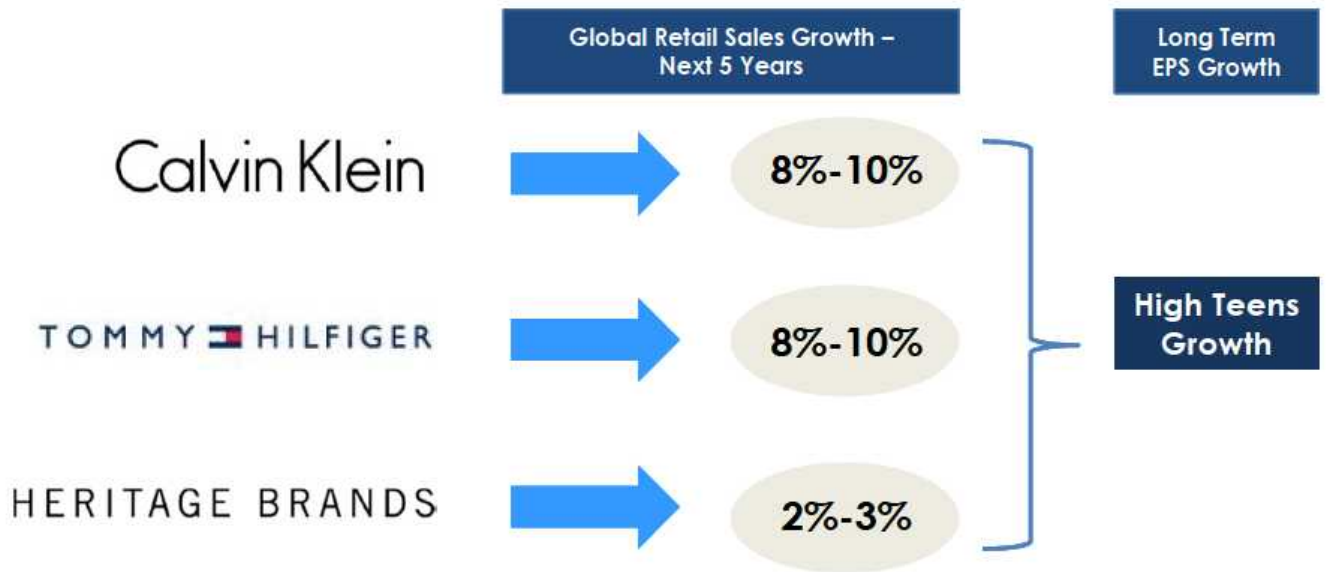 Global Retail Sales Growth –
Next 5 Years
Long Term
EPS Growth
Calvin Klein
8%-10%
TOMMY HILFIGER
8%-10%
High Teens
Growth
HERITAGE BRANDS
2%-3%